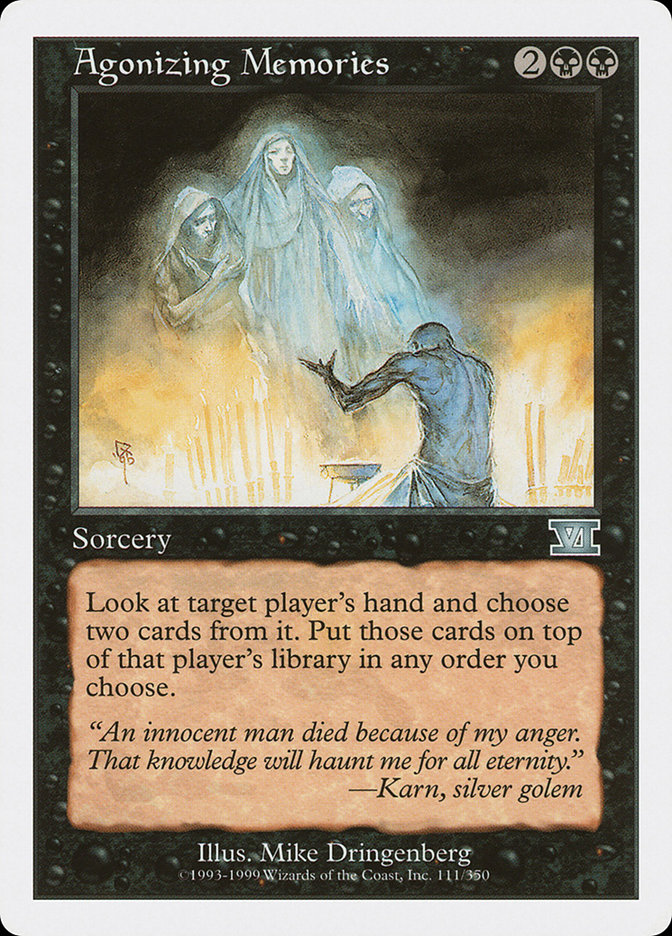 Agonizing Memories 2
VI
Sorcery
Look at target player's hand and choose
two cards from it. Put those cards on top
of that player's library in any order you
choose.
“An innocent man died because of my anger.
That knowledge will haunt me for all eternity.”
—Karn, silver golem
Illus. Mike Dringenberg
©1993-1999 Wizards of the Coast, Inc. 111/350